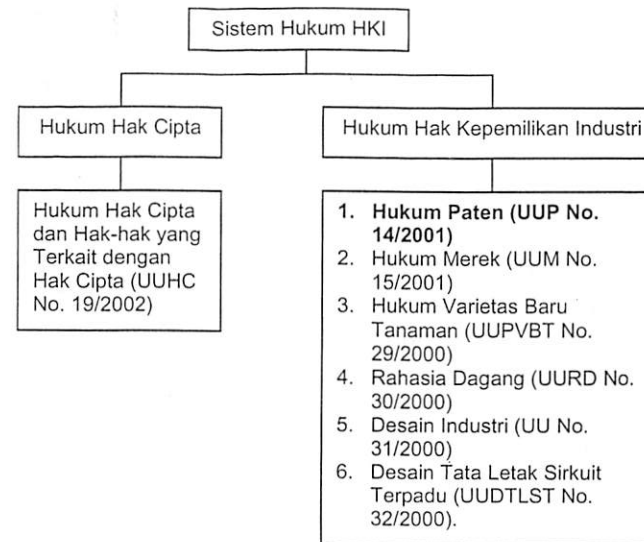 Sistem Hukum HKI
Hukum Hak Cipta
Hukum Hak Kepemilikan Industri
Hukum Hak Cipta
dan Hak-hak yang
Terkait dengan
Hak Cipta (UUHC
No. 19/2002)
1. Hukum Paten (UUP No.
14/2001)
2. Hukum Merek (UUM No.
15/2001)
3. Hukum Varietas Baru
Tanaman (UUPVBT No.
29/2000)
4. Rahasia Dagang (UURD No.
30/2000)
5. Desain Industri (UU No.
31/2000)
6. Desain Tata Letak Sirkuit
Terpadu (UUDTLST No.
32/2000).